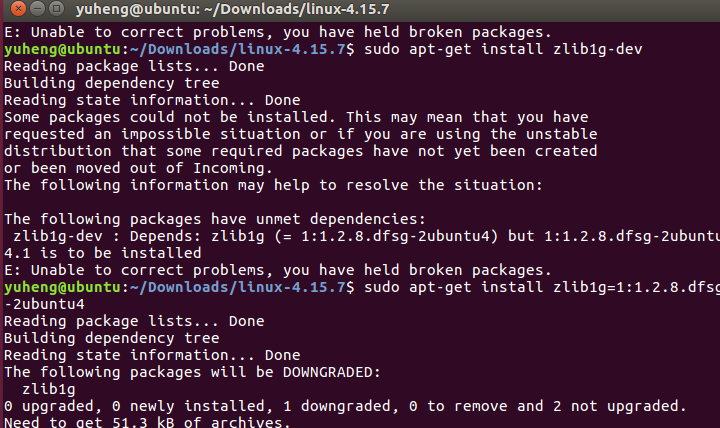 yuheng@ubuntu: ~/Downloads/linux-4.15.7
E: Unable to correct problems, you have held broken packages.
yuheng@ubuntu:~/Downloads/linux-4.15.7$ sudo apt-get install zlib1g-dev
Reading package lists... Done
Building dependency tree
Reading state information... Done
Some packages could not be installed. This may mean that you have
requested an impossible situation or if you are using the unstable
distribution that some required packages have not yet been created
or been moved out of Incoming.
The following information may help to resolve the situation:
The following packages have unmet dependencies:
zlib1g-dev : Depends: zlib1g (= 1:1.2.8.dfsg-2ubuntu4) but 1:1.2.8.dfsg-2ubuntu
4.1 is to be installed
E: Unable to correct problems, you have held broken packages.
yuheng@ubuntu:~/Downloads/linux-4.15.7$ sudo apt-get install zlib1g=1:1.2.8.dfsg
-2ubuntu4
Reading package lists... Done
Building dependency tree
Reading state information... Done
The following packages will be DOWNGRADED:
zlib1g
0 upgraded, 0 newly installed, 1 downgraded, 0 to remove and 2 not upgraded.
Need to get 51.3 kB of archives.